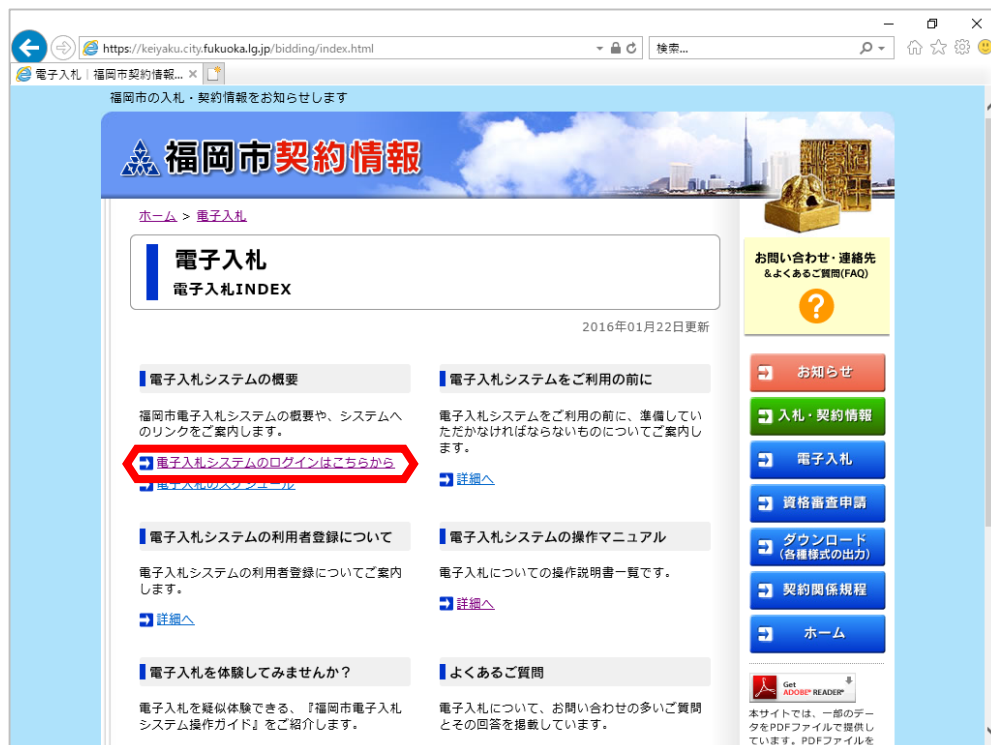 https://keiyaku.city.fukuoka.lg.jp/bidding/index.html
検索...
電子入札｜福岡市契約情報...
福岡市の入札・契約情報をお知らせします
福岡市契約情報
ホーム > 電子入札
電子入札
電子入札INDEX
2016年01月22日更新
電子入札システムの概要
福岡市電子入札システムの概要や、システムへ
のリンクをご案内します。
電子入札システムのログインはこちらから
電子入札のスケジュール
電子入札システムをご利用の前に
電子入札システムをご利用の前に、準備してい
ただかなければならないものについてご案内し
ます。
詳細へ
電子入札システムの利用者登録について
電子入札システムの利用者登録についてご案内
します。
詳細へ
電子入札システムの操作マニュアル
電子入札についての操作説明書一覧です。
詳細へ
電子入札を体験してみませんか？
電子入札を疑似体験できる、『福岡市電子入札
システム操作ガイド』をご紹介します。
よくあるご質問
電子入札について、お問い合わせの多いご質問
とその回答を掲載しています。
お問い合わせ・連絡先
&よくあるご質問(FAQ)
?
お知らせ
入札・契約情報
電子入札
資格審査申請
ダウンロード
(各種様式の出力)
契約関係規程
ホーム
Get
ADOBE® READER®
本サイトでは、一部のデー
タをPDFファイルで提供し
ています。PDFファイルを